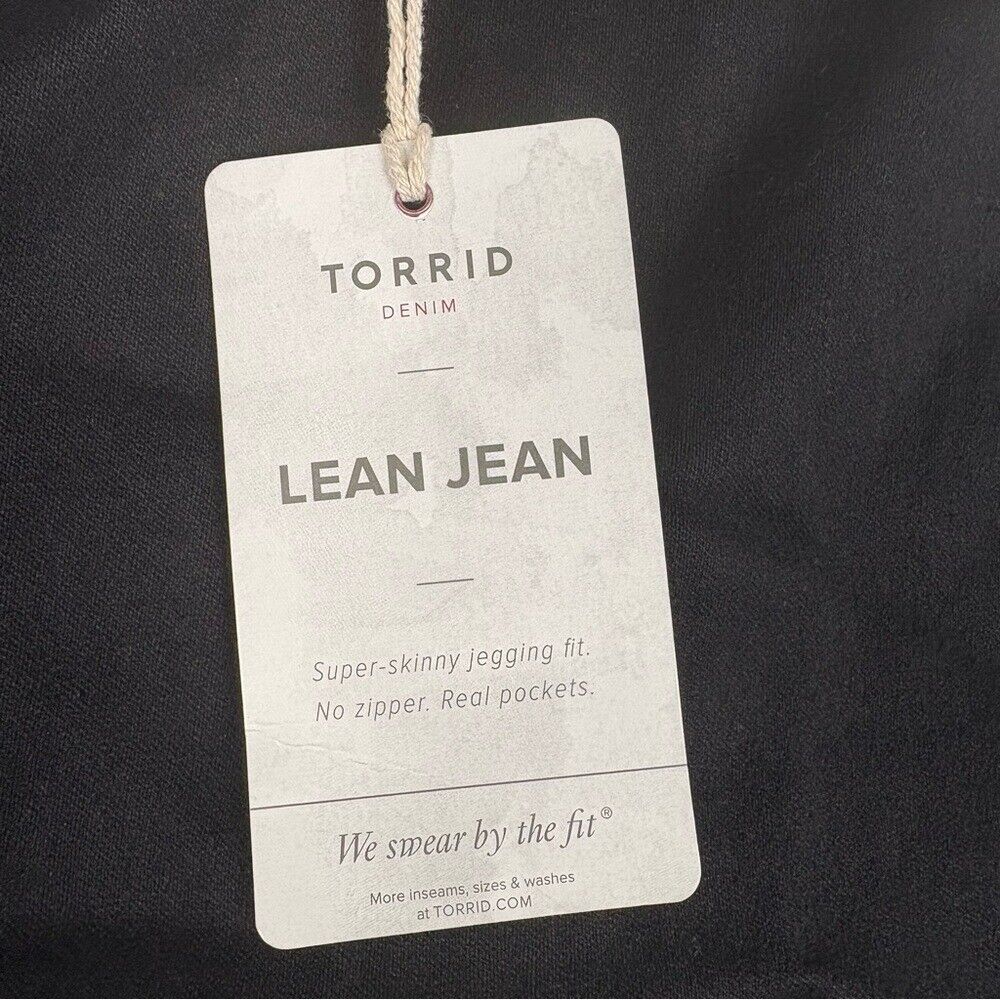 TORRID
DENIM
LEAN JEAN
Super-skinny jegging fit.
No zipper. Real pockets.
We swear by the fit®
More inseams, sizes & washes
at TORRID.COM